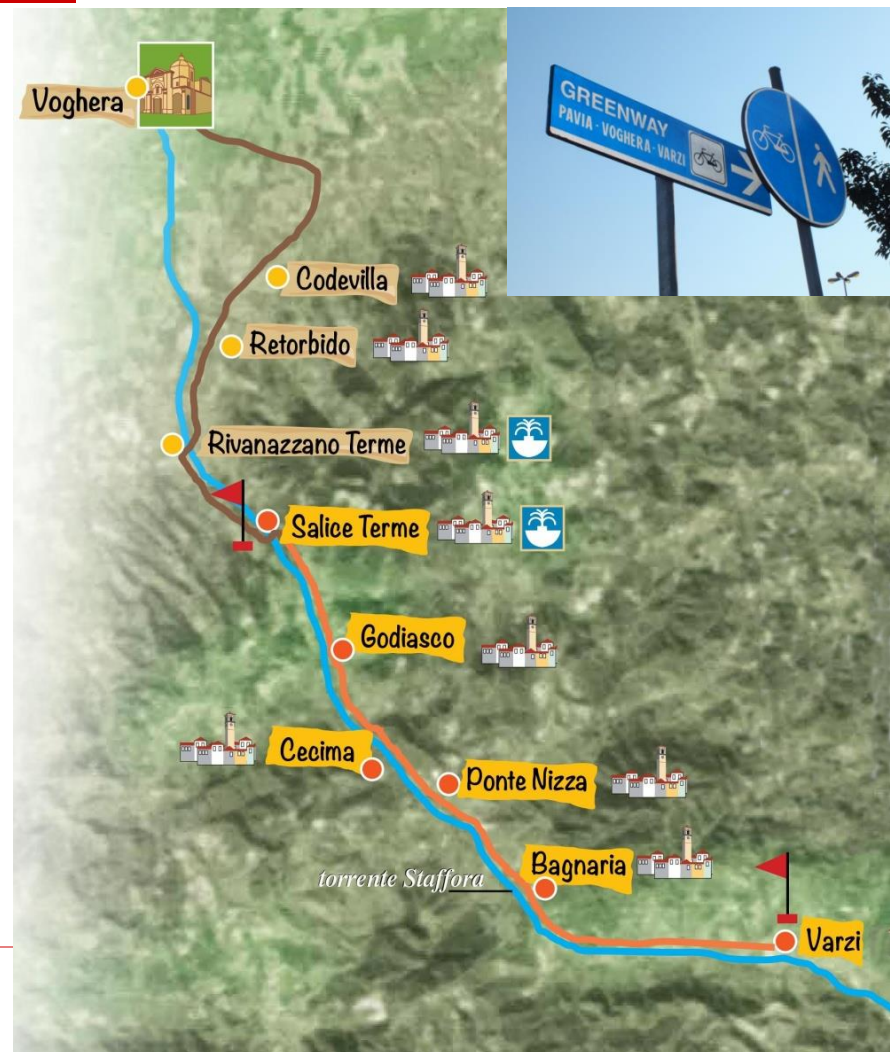 GREENWAY
PAVIA - VOGHERA - VARZI
Voghera
Codevilla
Retorbido
Rivanazzano Terme
Salice Terme
Godiasco
Cecima
Ponte Nizza
Bagnaria
torrente Staffora
Varzi